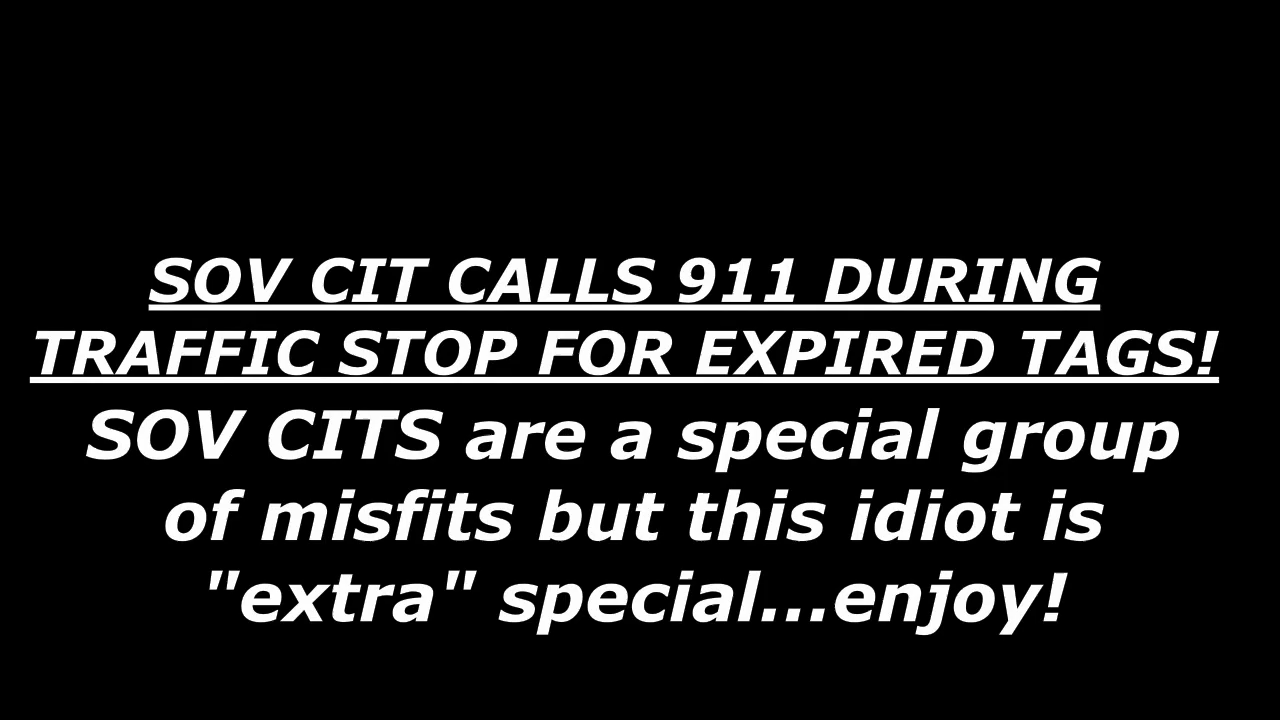 SOV CIT CALLS 911 DURING
TRAFFIC STOP FOR EXPIRED TAGS!
SOV CITS are a special group
of misfits but this idiot is
"extra" special...enjoy!